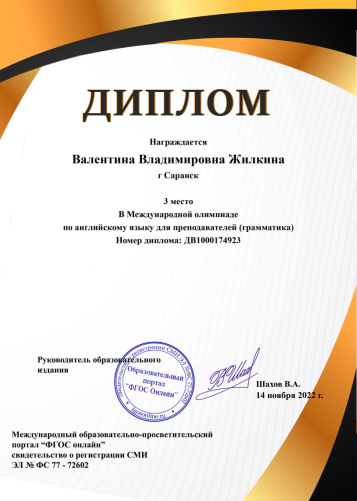 ДИПЛОМ
Награждается
Валентина Владимировна Жилкина
г Саранск
3 место
В Международной олимпиаде
по английскому языку для преподавателей (грамматика)
Номер диплома: ДВ1000174923
Руководитель образовательного
издания
Образовательный
портал
"ФГОС Онлайн"
fgosonline.ru
Шахов В.А.
14 ноября 2022 г.
Международный образовательно-просветительский
портал “ФГОС онлайн”
свидетельство о регистрации СМИ
ЭЛ № ФС 77 - 72602